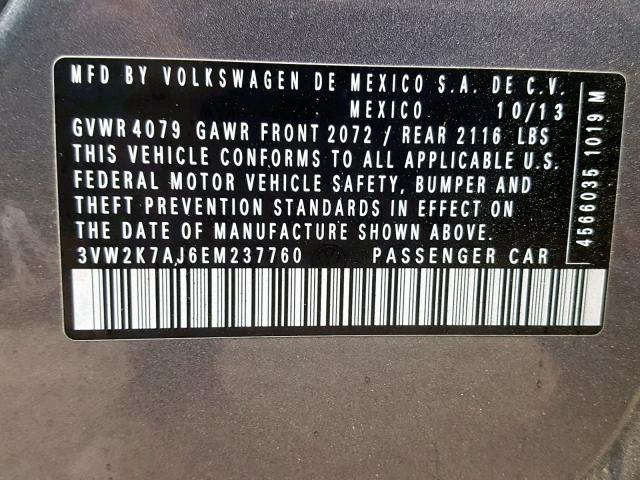 MFD BY VOLKSWAGEN DE MEXICO S.A. DE C.V.
MEXICO 10/13
GVWR 4079 GAWR FRONT 2072 / REAR 2116 LBS
THIS VEHICLE CONFORMS TO ALL APPLICABLE U.S.
FEDERAL MOTOR VEHICLE SAFETY, BUMPER AND
THEFT PREVENTION STANDARDS IN EFFECT ON
THE DATE OF MANUFACTURE SHOWN ABOVE.
3VW2K7AJ6EM237760 PASSENGER CAR
4566035 1019 M